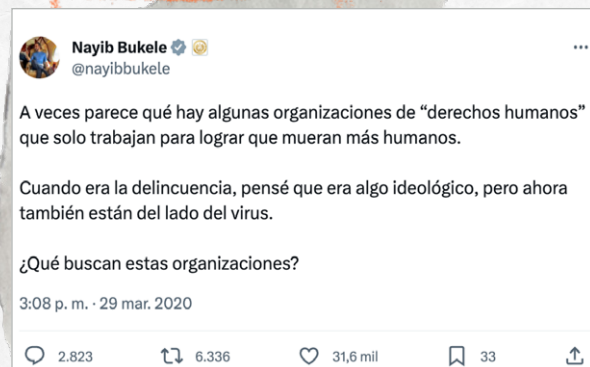 Nayib Bukele
@nayibbukele
A veces parece qué hay algunas organizaciones de “derechos humanos”
que solo trabajan para lograr que mueran más humanos.
Cuando era la delincuencia, pensé que era algo ideológico, pero ahora
también están del lado del virus.
¿Qué buscan estas organizaciones?
3:08 p. m. · 29 mar. 2020
2.823 6.336 31,6 mil 33